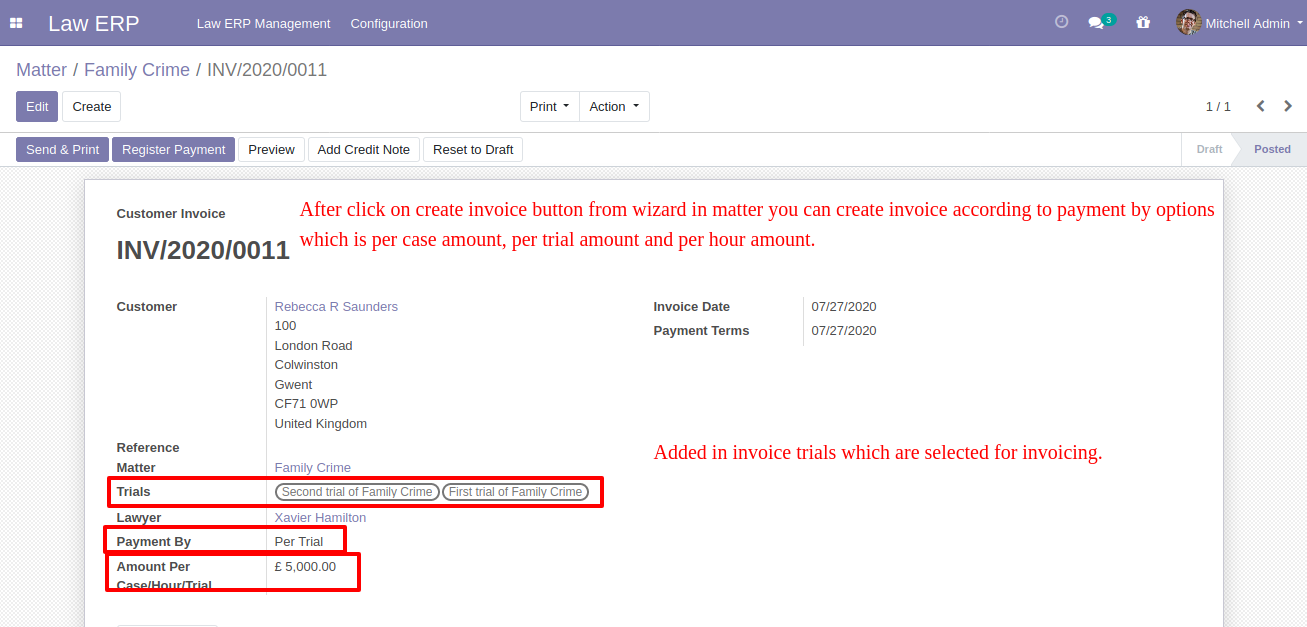 Law ERP Law ERP Management Configuration 3 Mitchell Admin
Matter / Family Crime / INV/2020/0011
Edit Create Print Action 1 / 1
Send & Print Register Payment Preview Add Credit Note Reset to Draft Draft Posted
Customer Invoice
After click on create invoice button from wizard in matter you can create invoice according to payment by options
which is per case amount, per trial amount and per hour amount.
INV/2020/0011
Customer Rebecca R Saunders Invoice Date 07/27/2020
100
Payment Terms 07/27/2020
London Road
Colwinston
Gwent
CF71 0WP
United Kingdom
Reference
Added in invoice trials which are selected for invoicing.
Matter Family Crime
Trials Second trial of Family Crime First trial of Family Crime
Lawyer Xavier Hamilton
Payment By Per Trial
Amount Per £ 5,000.00
Case/Hour/Trial